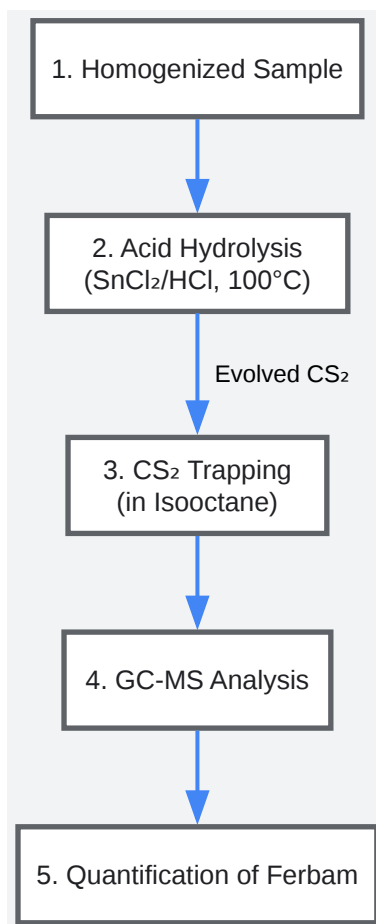 1. Homogenized Sample
2. Acid Hydrolysis
(SnCl₂/HCl, 100°C)
Evolved CS₂
3. CS₂ Trapping
(in Isooctane)
4. GC-MS Analysis
5. Quantification of Ferbam